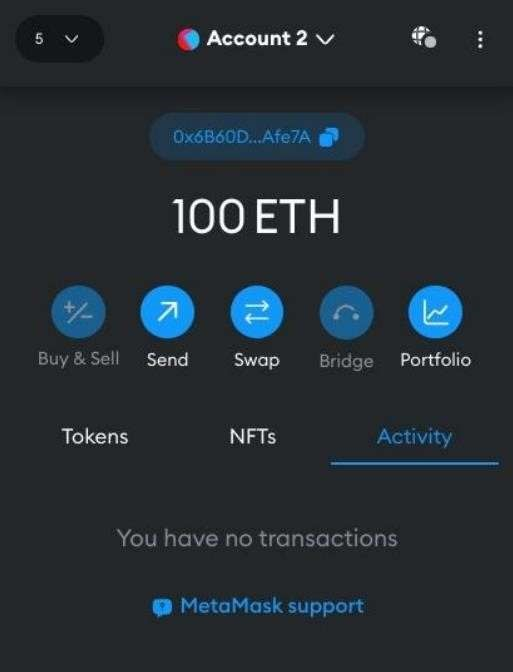 5
Account 2
0x6B60D...Afe7A
100 ETH
Buy & Sell Send Swap Bridge Portfolio
Tokens NFTs Activity
You have no transactions
MetaMask support